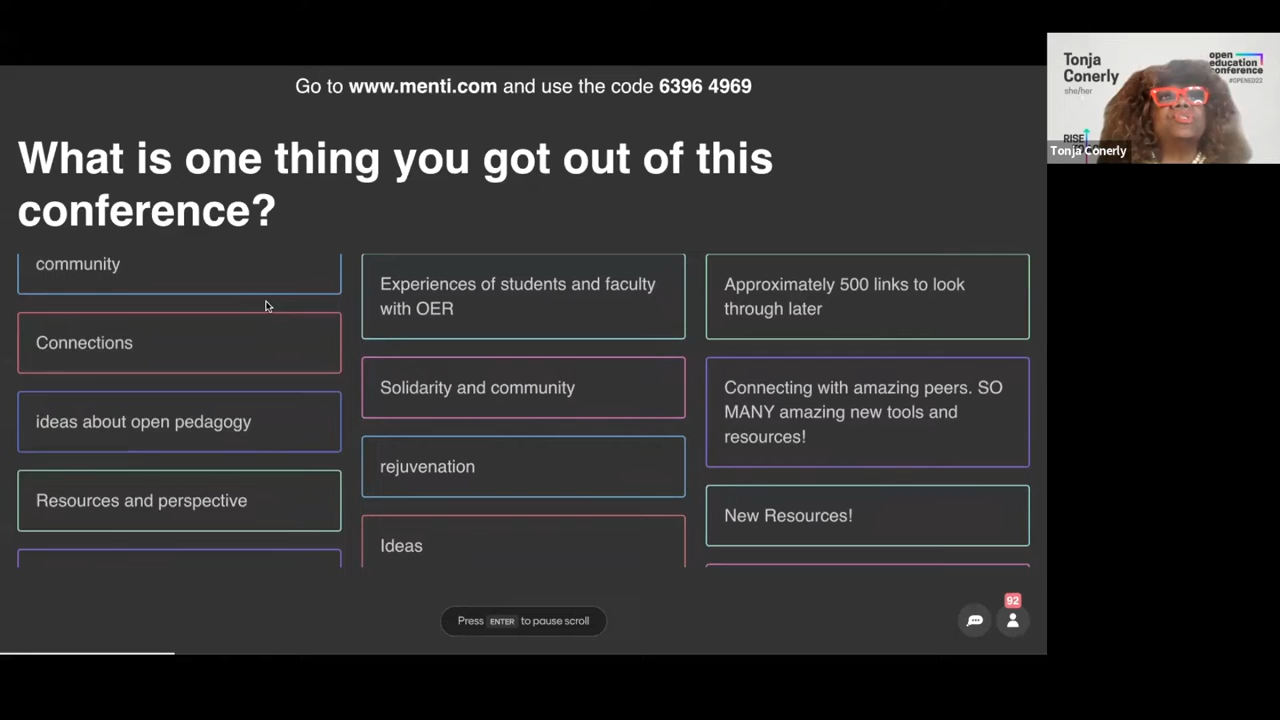 Go to www.menti.com and use the code 6396 4969
What is one thing you got out of this
conference?
community
Connections
ideas about open pedagogy
Resources and perspective
Experiences of students and faculty
with OER
Solidarity and community
rejuvenation
Ideas
Approximately 500 links to look
through later
Connecting with amazing peers. SO
MANY amazing new tools and
resources!
New Resources!
Press ENTER to pause scroll
92
Tonja
Conerly
she/her
open
education
conference
#OPENED22
RISE
Tonja Conerly